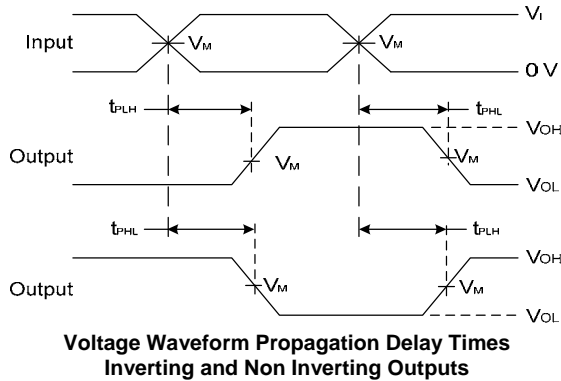 VI
Input
VM
VM
0 V
tPLH
tPHL
VOH
Output
VM
VM
VOL
tPHL
tPLH
VOH
Output
VM
VM
VOL
Voltage Waveform Propagation Delay Times
Inverting and Non Inverting Outputs